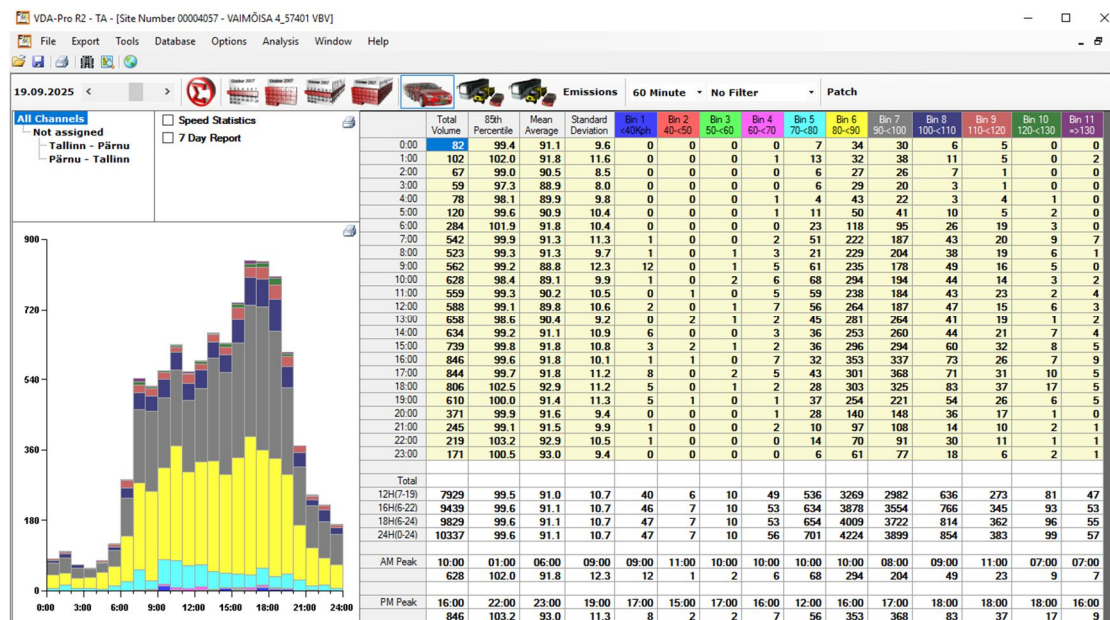 VDA-Pro R2 - TA - [Site Number 00004057 - VAIMÕISA 4_57401 VBV]
File Export Tools Database Options Analysis Window Help
19.09.2025 Emissions 60 Minute No Filter Patch
All Channels
Not assigned
Tallinn - Pärnu
Pärnu - Tallinn
Speed Statistics
7 Day Report
900
720
540
360
180
0
0:00 3:00 6:00 9:00 12:00 15:00 18:00 21:00 24:00
Total 85th Mean Standard Bin 1 Bin 2 Bin 3 Bin 4 Bin 5 Bin 6 Bin 7 Bin 8 Bin 9 Bin 10 Bin 11
Volume Percentile Average Deviation <40Kph 40-<50 50-<60 60-<70 70-<80 80-<90 90-<100 100-<110 110-<120 120-<130 =>130
0:00 82 99.4 91.1 9.6 0 0 0 0 7 34 30 6 5 0 0
1:00 102 102.0 91.8 11.6 0 0 0 1 13 32 38 11 5 0 2
2:00 67 99.0 90.5 8.5 0 0 0 0 6 27 26 7 1 0 0
3:00 59 97.3 88.9 8.0 0 0 0 0 6 29 20 3 1 0 0
4:00 78 98.1 89.9 9.8 0 0 0 1 4 43 22 3 4 1 0
5:00 120 99.6 90.9 10.4 0 0 0 1 11 50 41 10 5 2 0
6:00 284 101.9 91.8 10.4 0 0 0 0 23 118 95 26 19 3 0
7:00 542 99.9 91.3 11.3 1 0 0 2 51 222 187 43 20 9 7
8:00 523 99.3 91.3 9.7 1 0 1 3 21 229 204 38 19 6 1
9:00 562 99.2 88.8 12.3 12 0 1 5 61 235 178 49 16 5 0
10:00 628 98.4 89.1 9.9 1 0 2 6 68 294 194 44 14 3 2
11:00 559 99.3 90.2 10.5 0 1 0 5 59 238 184 43 23 2 4
12:00 588 99.1 89.8 10.6 2 0 1 7 56 264 187 47 15 6 3
13:00 658 98.6 90.4 9.2 0 2 1 2 45 281 264 41 19 1 2
14:00 634 99.2 91.1 10.9 6 0 0 3 36 253 260 44 21 7 4
15:00 739 99.8 91.8 10.8 3 2 1 2 36 296 294 60 32 8 5
16:00 846 99.6 91.8 10.1 1 1 0 7 32 353 337 73 26 7 9
17:00 844 99.7 91.8 11.2 8 0 2 5 43 301 368 71 31 10 5
18:00 806 102.5 92.9 11.2 5 0 1 2 28 303 325 83 37 17 5
19:00 610 100.0 91.4 11.3 5 1 0 1 37 254 221 54 26 6 5
20:00 371 99.9 91.6 9.4 0 0 0 1 28 140 148 36 17 1 0
21:00 245 99.1 91.5 9.9 1 0 0 2 10 97 108 14 10 2 1
22:00 219 103.2 92.9 10.5 1 0 0 0 14 70 91 30 11 1 1
23:00 171 100.5 93.0 9.4 0 0 0 0 6 61 77 18 6 2 1
Total
12H(7-19) 7929 99.5 91.0 10.7 40 6 10 49 536 3269 2982 636 273 81 47
16H(6-22) 9439 99.6 91.1 10.7 46 7 10 53 634 3878 3554 766 345 93 53
18H(6-24) 9829 99.6 91.1 10.7 47 7 10 53 654 4009 3722 814 362 96 55
24H(0-24) 10337 99.6 91.1 10.7 47 7 10 56 701 4224 3899 854 383 99 57
AM Peak 10:00 01:00 06:00 09:00 09:00 11:00 10:00 10:00 10:00 10:00 08:00 09:00 11:00 07:00 07:00
628 102.0 91.8 12.3 12 1 2 6 68 294 204 49 23 9 7
PM Peak 16:00 22:00 23:00 19:00 17:00 15:00 17:00 16:00 12:00 16:00 17:00 18:00 18:00 18:00 16:00
846 103.2 93.0 11.3 8 2 2 7 56 353 368 83 37 17 9